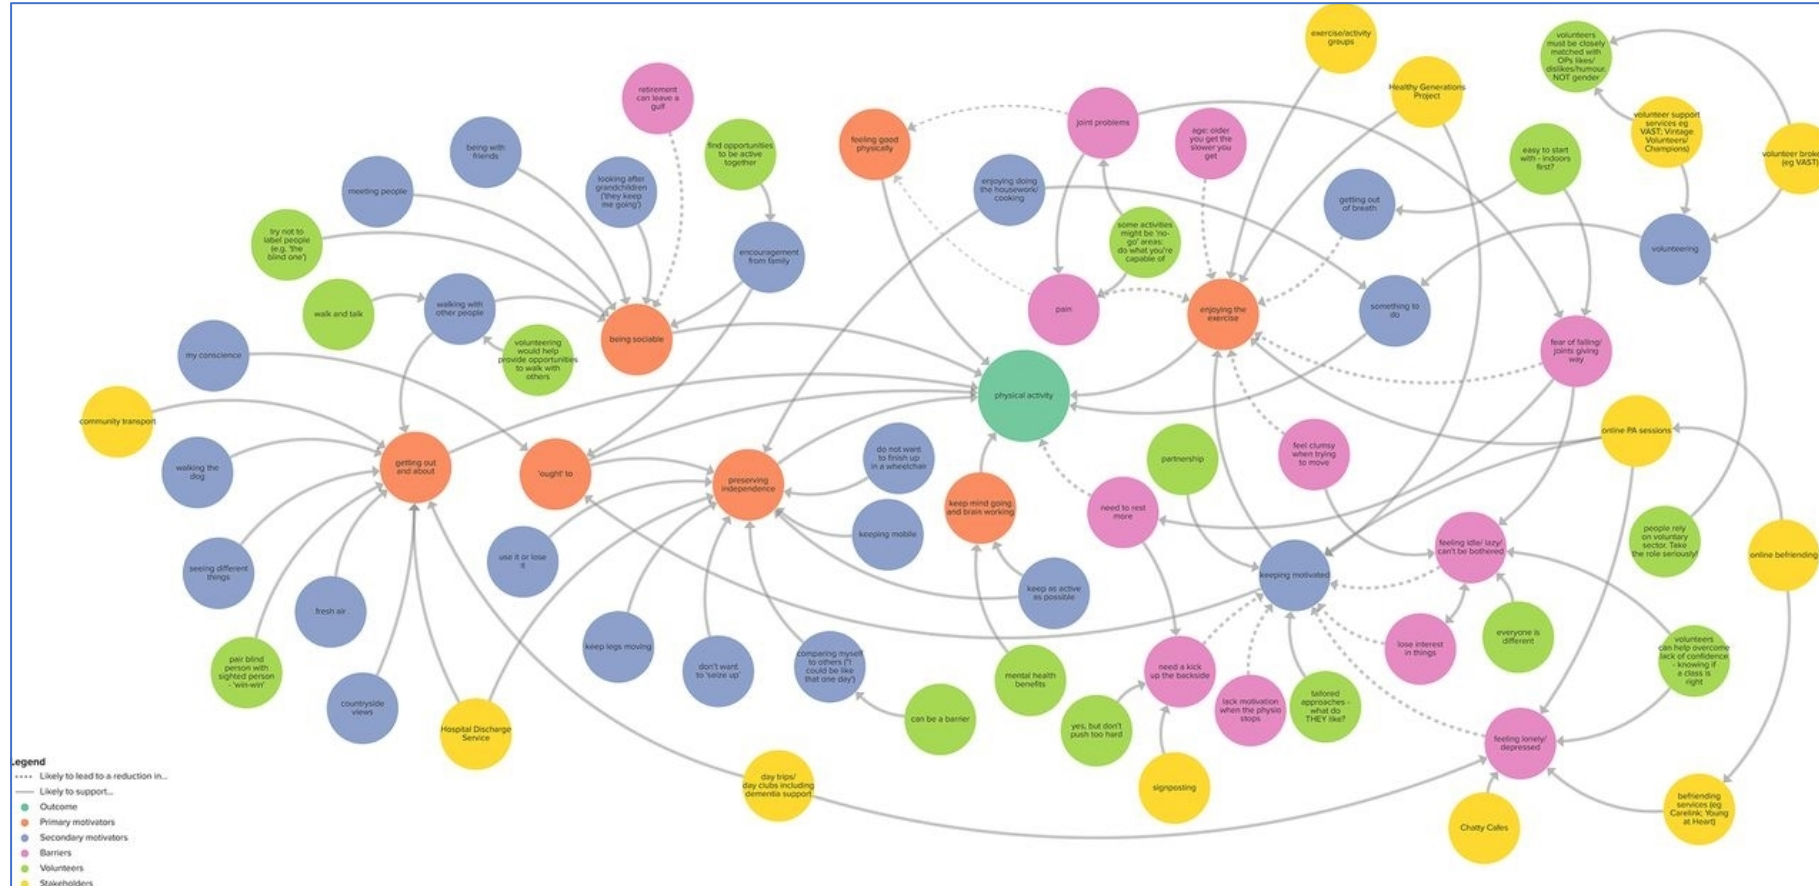 exercise/activity
groups
volunteers
must be closely
matched with
OPs likes/
dislikes/humour,
NOT gender
Healthy Generations
Project
retirement
can leave a
gulf
joint problems
volunteer support
services eg
VAST; Vintage
Volunteers/
Champions)
feeling good
physically
age: older
you get the
slower you
get
easy to start
with - indoors
first?
volunteer broke
(eg VAST)
being with
friends
find opportunities
to be active
together
meeting people
looking after
grandchildren
('they keep
me going')
enjoying doing
the housework/
cooking
getting out
of breath
try not to
label people
(e.g. 'the
blind one')
encouragement
from family
some activities
might be 'no-
go' areas:
do what you're
capable of
volunteering
walk and talk
walking with
other people
being sociable
pain
enjoying the
exercise
something to
do
my conscience
volunteering
would help
provide opportunities
to walk with
others
fear of falling/
joints giving
way
physical activity
community transport
online PA sessions
walking the
dog
getting out
and about
'ought' to
preserving
independence
do not want
to finish up
in a wheelchair
partnership
feel clumsy
when trying
to move
keep mind going
and brain working
need to rest
more
keeping mobile
people rely
on voluntary
sector. Take
the role seriously!
feeling idle/ lazy/
can't be bothered
online befriending
seeing different
things
use it or lose
it
keep as active
as possible
keeping motivated
fresh air
keep legs moving
don't want
to 'seize up'
comparing myself
to others ("I
could be like
that one day')
lose interest
in things
everyone is
different
volunteers
can help overcome
lack of confidence
- knowing if
a class is
right
pair blind
person with
sighted person
- 'win-win'
mental health
benefits
need a kick
up the backside
countryside
views
can be a barrier
yes, but don't
push too hard
lack motivation
when the physio
stops
tailored
approaches -
what do
THEY like?
Hospital Discharge
Service
feeling lonely/
depressed
day trips/
day clubs including
dementia support
signposting
Chatty Cafes
befriending
services (eg
Carelink; Young
at Heart)
Legend
Likely to lead to a reduction in...
Likely to support...
Outcome
Primary motivators
Secondary motivators
Barriers
Volunteers
Stakeholders